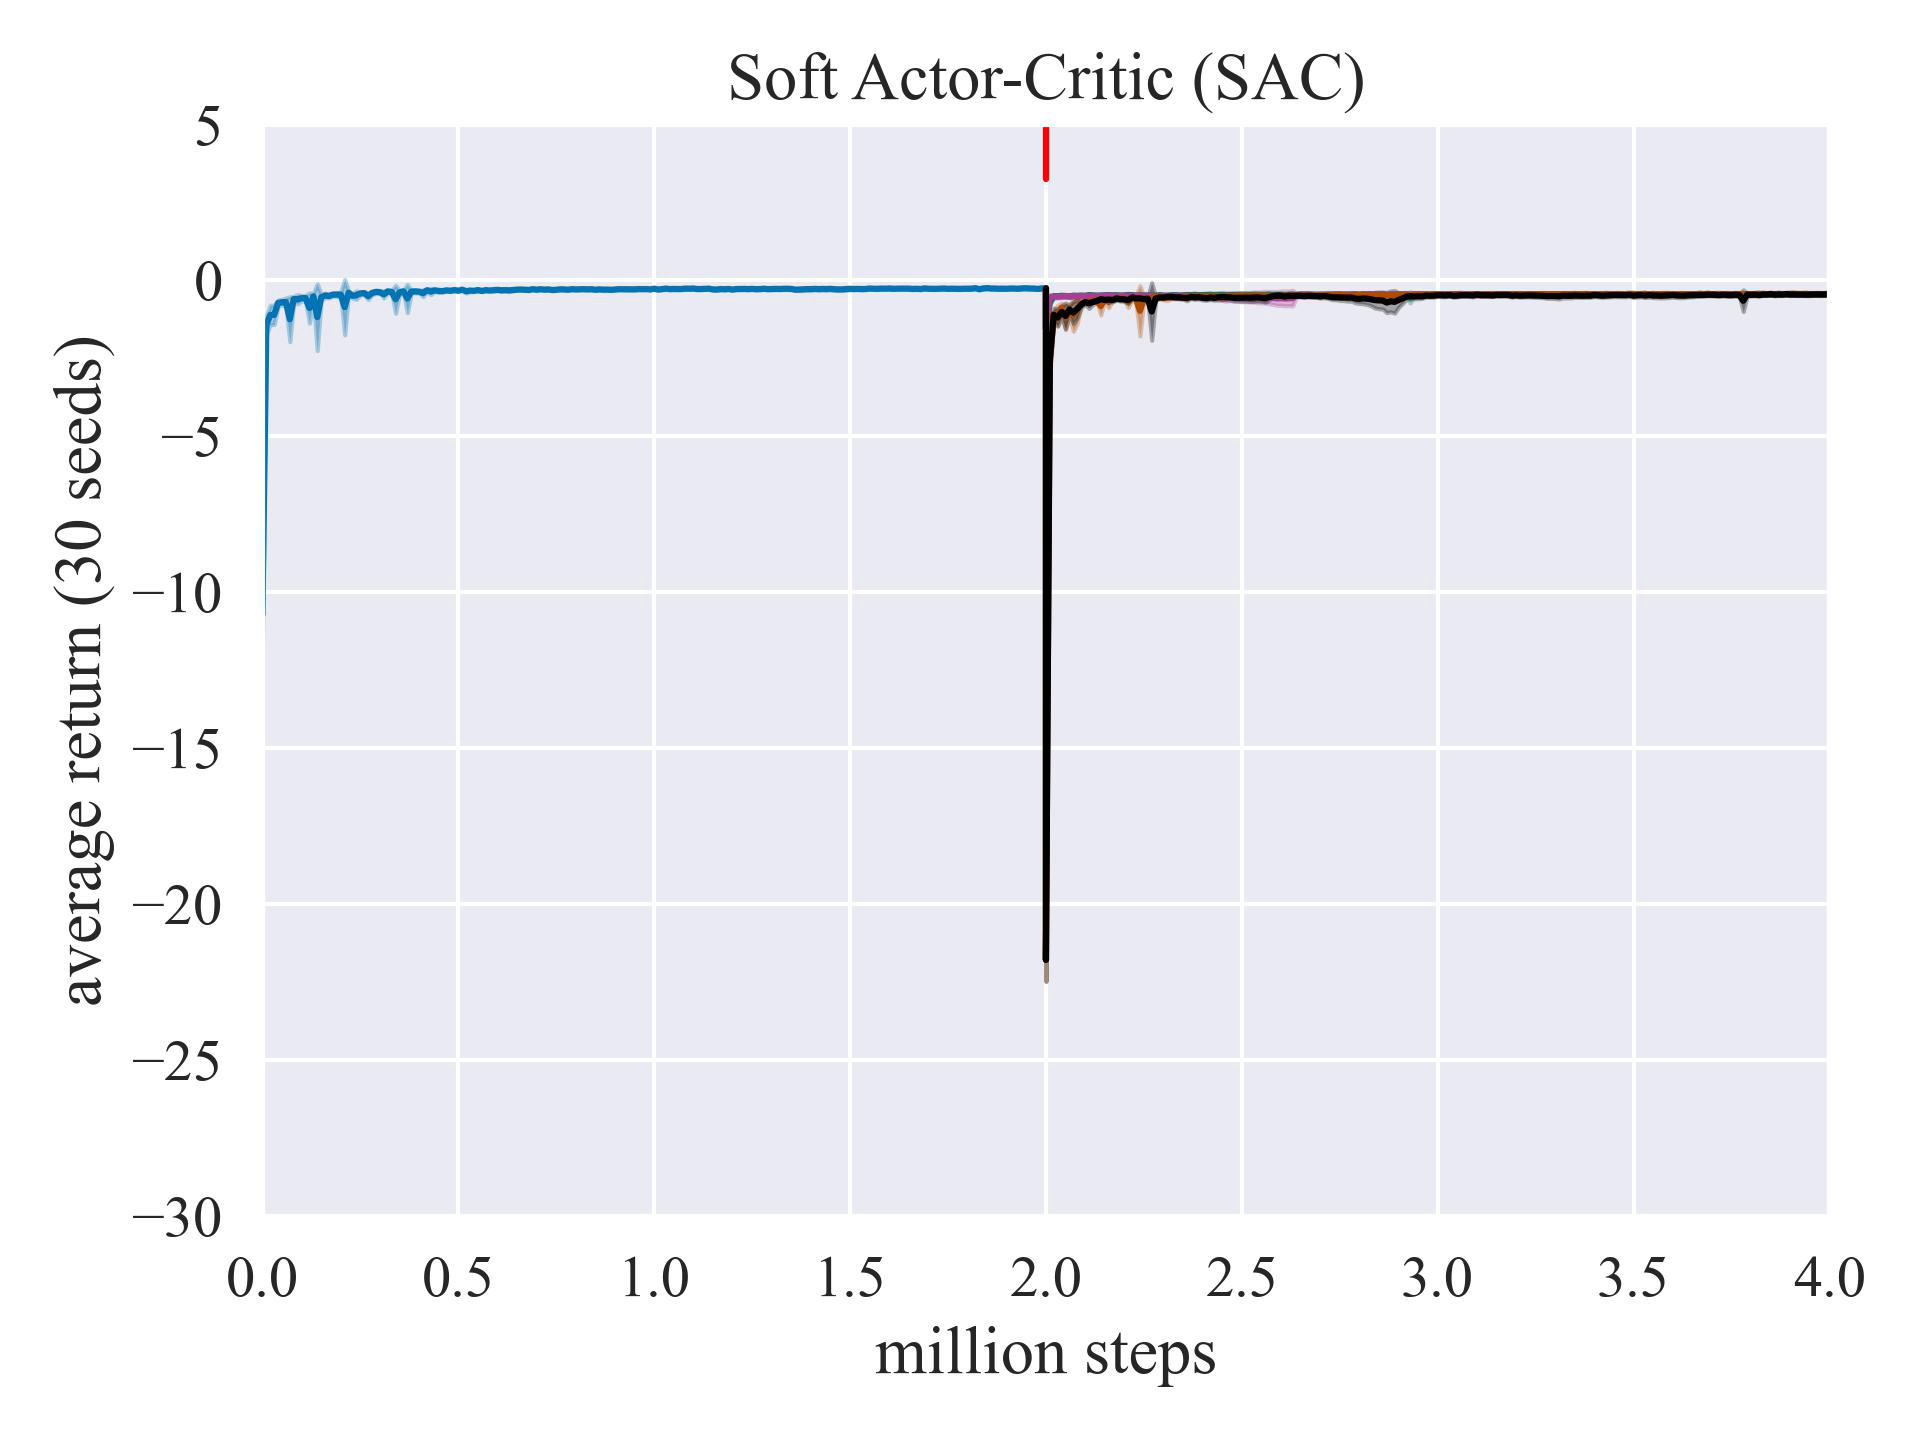 Soft Actor-Critic (SAC)
5
0
−5
−10
−15
−20
−25
−30
average return (30 seeds)
0.0 0.5 1.0 1.5 2.0 2.5 3.0 3.5 4.0
million steps